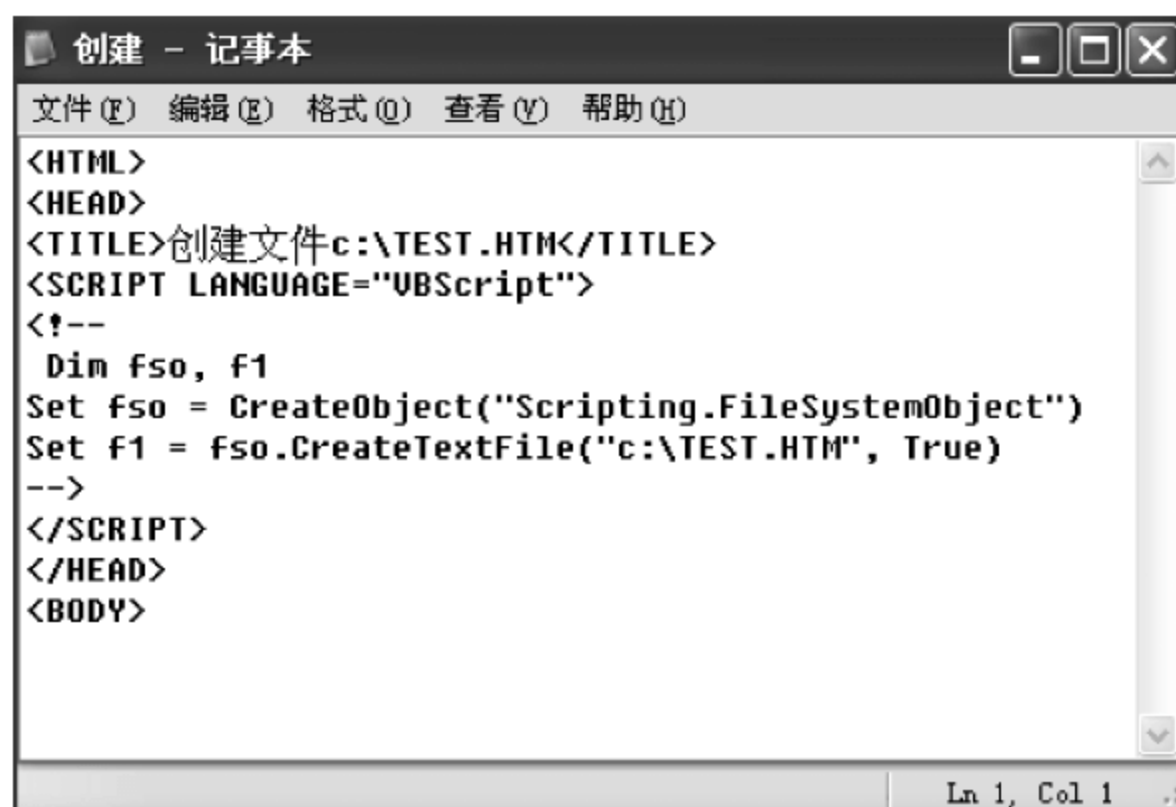 创建 - 记事本
文件(F) 编辑(E) 格式(O) 查看(V) 帮助(H)
<HTML>
<HEAD>
<TITLE>创建文件c:\TEST.HTM</TITLE>
<SCRIPT LANGUAGE="VBScript">
<!--
 Dim fso, f1
Set fso = CreateObject("Scripting.FileSystemObject")
Set f1 = fso.CreateTextFile("c:\TEST.HTM", True)
-->
</SCRIPT>
</HEAD>
<BODY>
Ln 1, Col 1